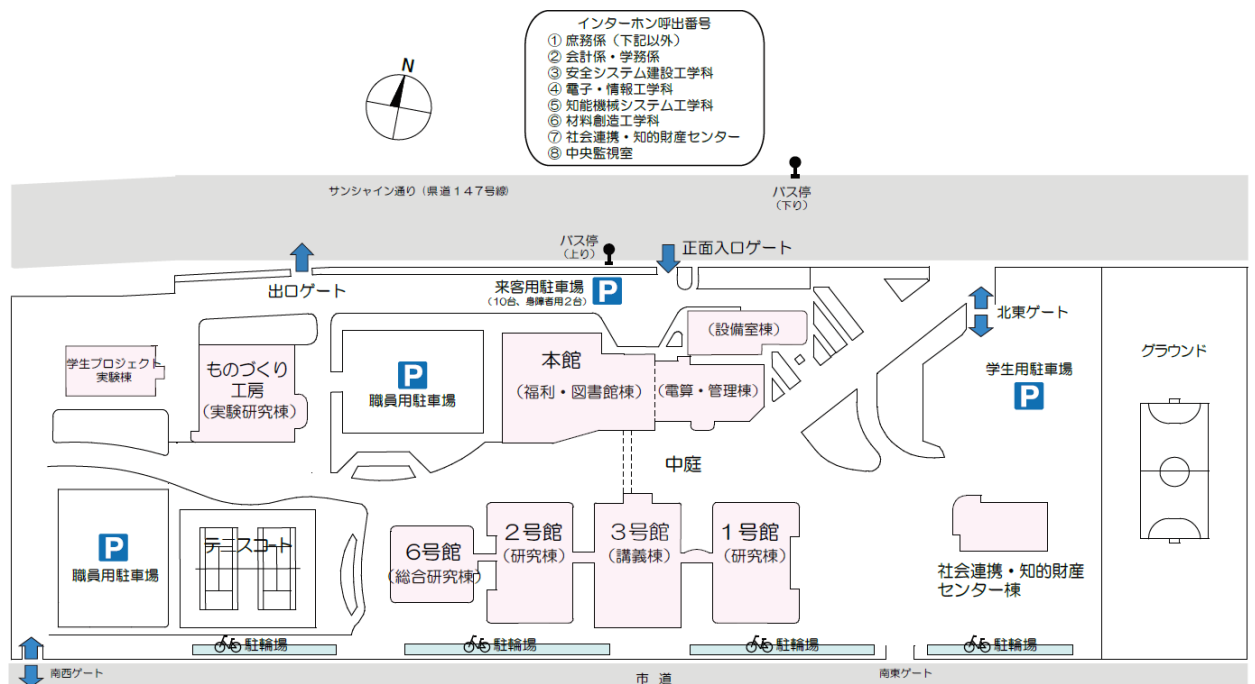 インターホン呼出番号
① 庶務係（下記以外）
② 会計係・学務係
③ 安全システム建設工学科
④ 電子・情報工学科
⑤ 知能機械システム工学科
⑥ 材料創造工学科
⑦ 社会連携・知的財産センター
⑧ 中央監視室
N
サンシャイン通り（県道１４７号線）
バス停
（下り）
バス停
（上り）
正面入口ゲート
出口ゲート
来客用駐車場
（10台、身障者用２台）
P
北東ゲート
（設備室棟）
グラウンド
学生プロジェクト
実験棟
ものづくり
工房
（実験研究棟）
P
職員用駐車場
本館
（福利・図書館棟）
（電算・管理棟）
学生用駐車場
P
中庭
P
職員用駐車場
テニスコート
６号館
（総合研究棟）
２号館
（研究棟）
３号館
（講義棟）
１号館
（研究棟）
社会連携・知的財産
センター棟
駐輪場
駐輪場
駐輪場
駐輪場
南西ゲート
市 道
南東ゲート